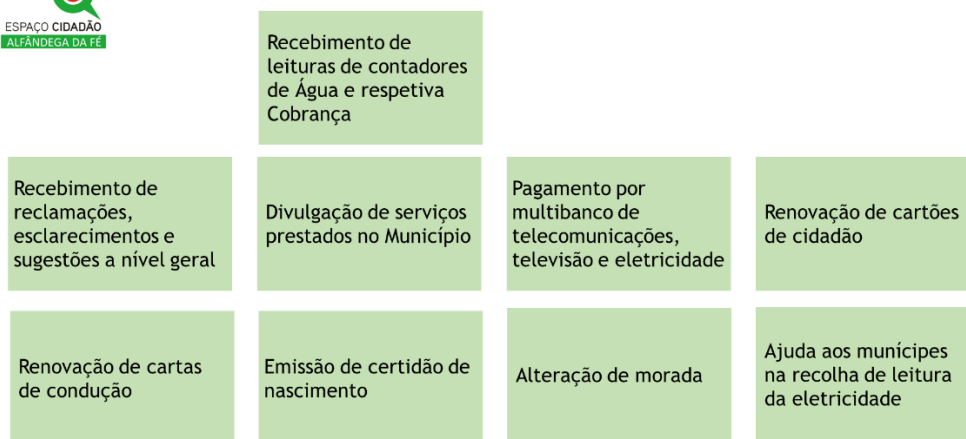 ESPAÇO CIDADÃO
ALFÂNDEGA DA FÉ
Recebimento de
leituras de contadores
de Água e respetiva
Cobrança
Recebimento de
reclamações,
esclarecimentos e
sugestões a nível geral
Divulgação de serviços
prestados no Município
Pagamento por
multibanco de
telecomunicações,
televisão e eletricidade
Renovação de cartões
de cidadão
Renovação de cartas
de condução
Emissão de certidão de
nascimento
Alteração de morada
Ajuda aos munícipes
na recolha de leitura
da eletricidade